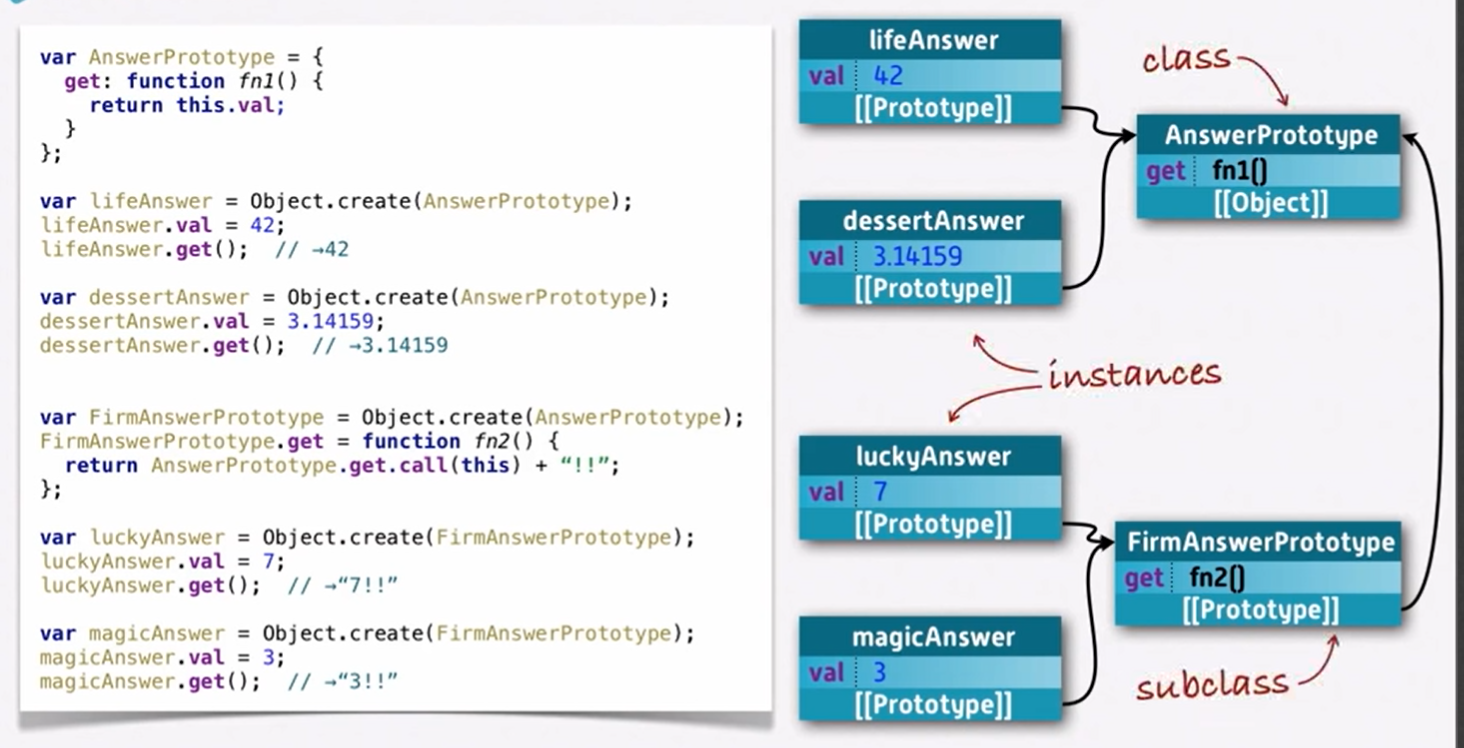 var AnswerPrototype = {
  get: function fn1() {
    return this.val;
  }
};
var lifeAnswer = Object.create(AnswerPrototype);
lifeAnswer.val = 42;
lifeAnswer.get();  // →42
var dessertAnswer = Object.create(AnswerPrototype);
dessertAnswer.val = 3.14159;
dessertAnswer.get();  // →3.14159
var FirmAnswerPrototype = Object.create(AnswerPrototype);
FirmAnswerPrototype.get = function fn2() {
  return AnswerPrototype.get.call(this) + “!!”;
};
var luckyAnswer = Object.create(FirmAnswerPrototype);
luckyAnswer.val = 7;
luckyAnswer.get();  // →“7!!”
var magicAnswer = Object.create(FirmAnswerPrototype);
magicAnswer.val = 3;
magicAnswer.get();  // →“3!!”
lifeAnswer
val 42
[[Prototype]]
class
AnswerPrototype
get fn1()
[[Object]]
dessertAnswer
val 3.14159
[[Prototype]]
instances
luckyAnswer
val 7
[[Prototype]]
FirmAnswerPrototype
get fn2()
[[Prototype]]
magicAnswer
val 3
[[Prototype]]
subclass